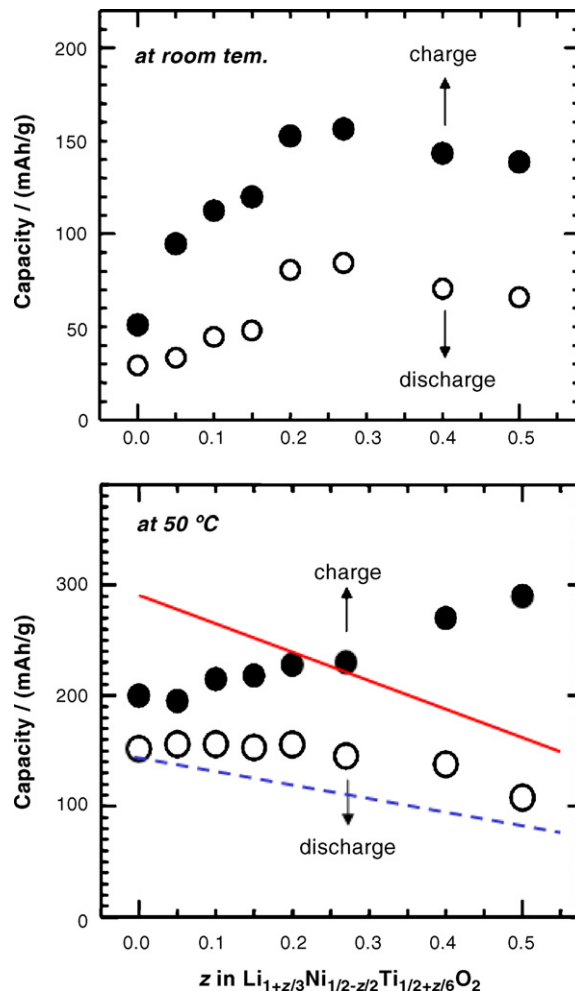 200
at room tem.
charge
150
100
50
discharge
0
0.0 0.1 0.2 0.3 0.4 0.5
Capacity / (mAh/g)
at 50 °C
charge
300
200
100
discharge
0
0.0 0.1 0.2 0.3 0.4 0.5
Capacity / (mAh/g)
z in Li1+z/3Ni1/2-z/2Ti1/2+z/6O2